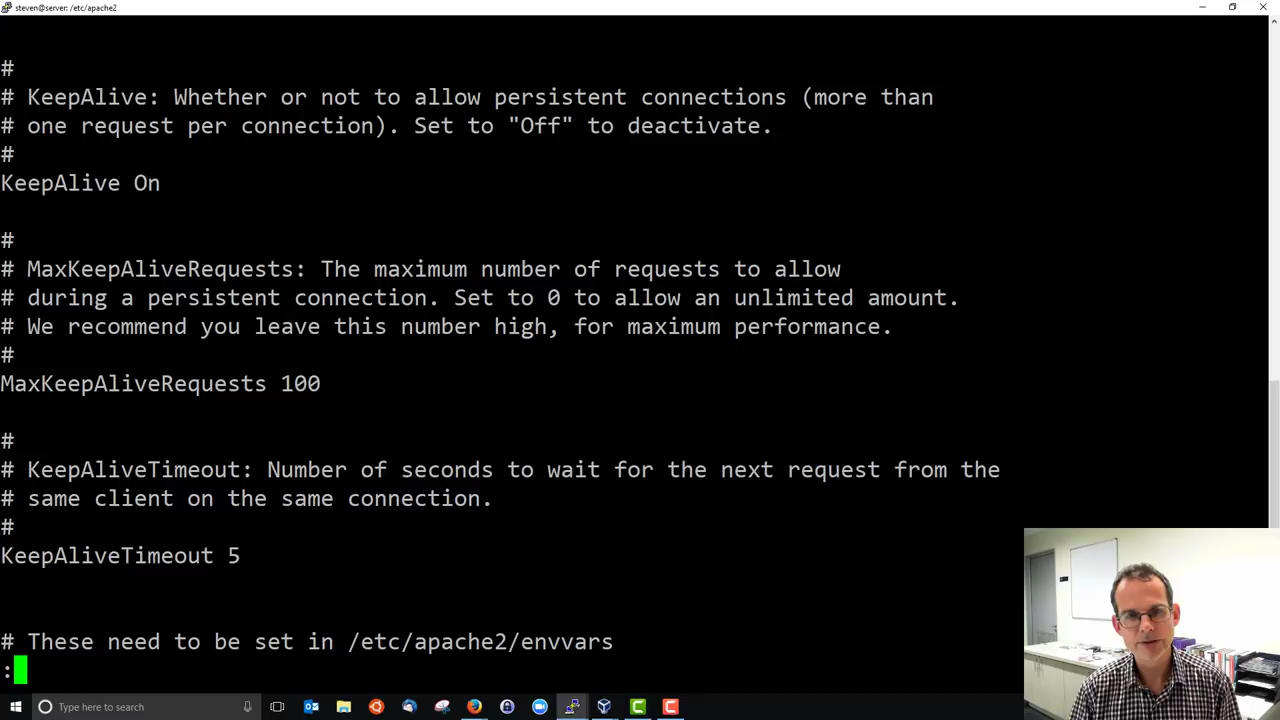 steven@server: /etc/apache2
#
# KeepAlive: Whether or not to allow persistent connections (more than
# one request per connection). Set to "Off" to deactivate.
#
KeepAlive On
#
# MaxKeepAliveRequests: The maximum number of requests to allow
# during a persistent connection. Set to 0 to allow an unlimited amount.
# We recommend you leave this number high, for maximum performance.
#
MaxKeepAliveRequests 100
#
# KeepAliveTimeout: Number of seconds to wait for the next request from the
# same client on the same connection.
#
KeepAliveTimeout 5
# These need to be set in /etc/apache2/envvars
:
Type here to search